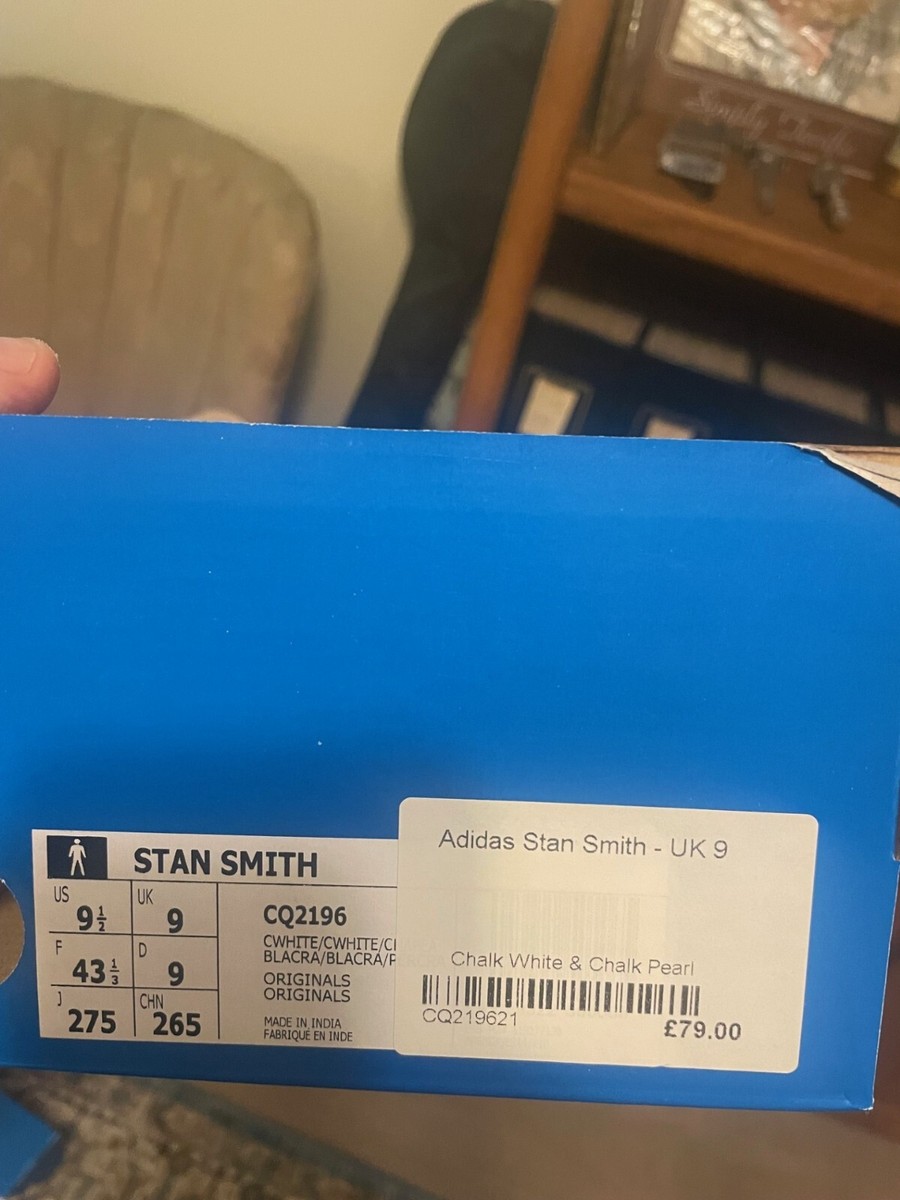 STAN SMITH
US
9½
UK
9
F
43⅓
D
9
J
275
CHN
265
CQ2196
CWHITE/CWHITE/C
BLACRA/BLACRA/F
ORIGINALS
ORIGINALS
MADE IN INDIA
FABRIQUÉ EN INDE
Adidas Stan Smith - UK 9
Chalk White & Chalk Pearl
CQ219621
£79.00